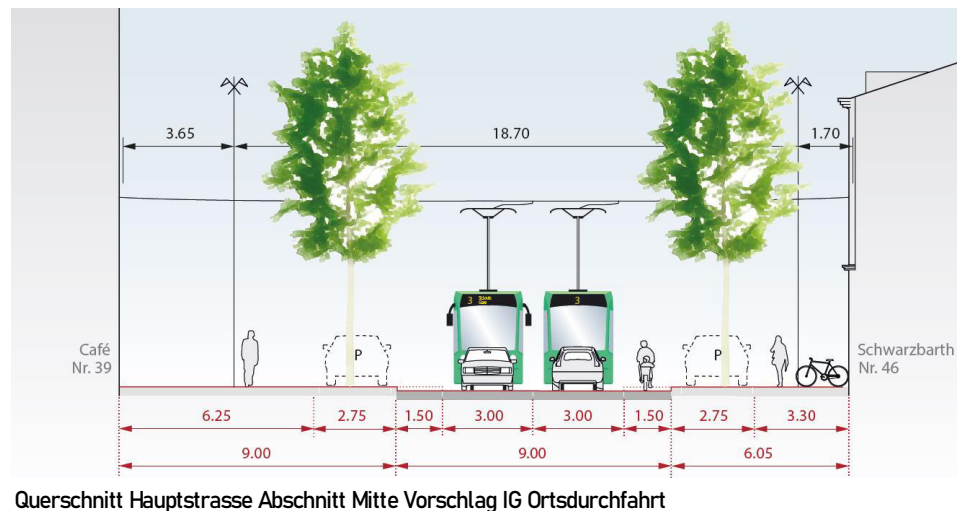 3.65 18.70 1.70
3 3
P P
Café
Nr. 39
Schwarzbarth
Nr. 46
6.25 2.75 1.50 3.00 3.00 1.50 2.75 3.30
9.00 9.00 6.05
Querschnitt Hauptstrasse Abschnitt Mitte Vorschlag IG Ortsdurchfahrt